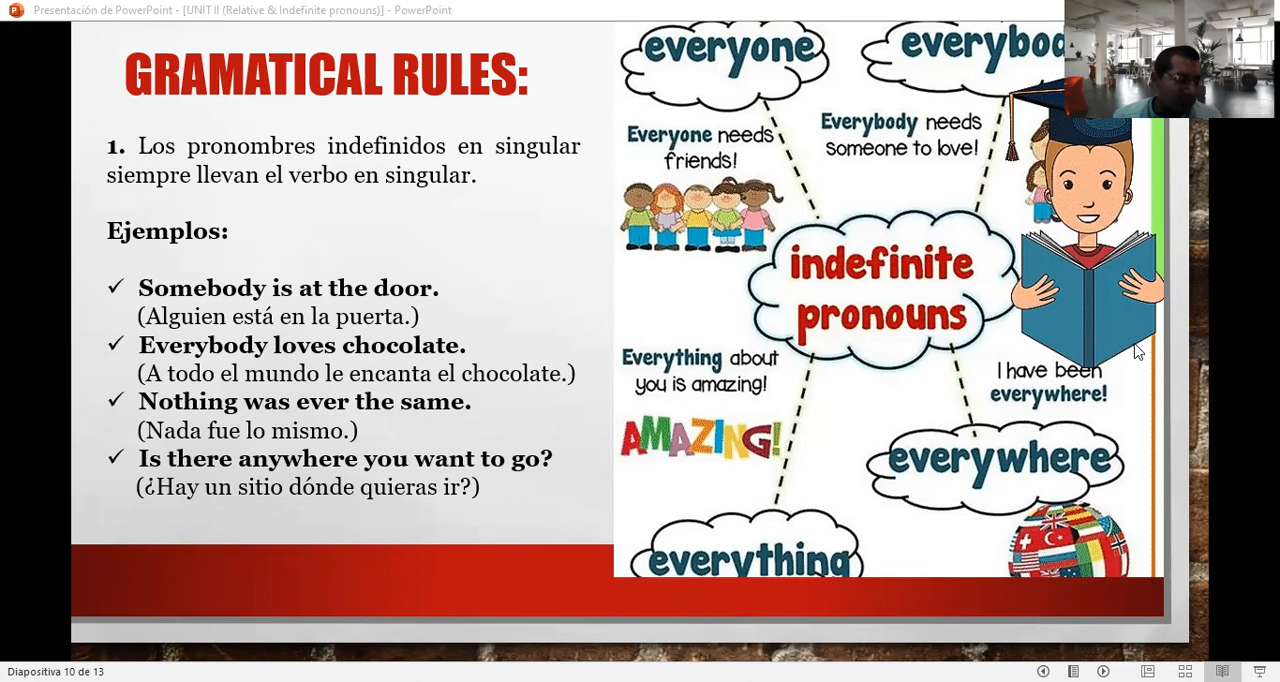 Presentación de PowerPoint - [UNIT II (Relative & Indefinite pronouns)] - PowerPoint
GRAMATICAL RULES:
1. Los pronombres indefinidos en singular
siempre llevan el verbo en singular.
Ejemplos:
✓ Somebody is at the door.
(Alguien está en la puerta.)
✓ Everybody loves chocolate.
(A todo el mundo le encanta el chocolate.)
✓ Nothing was ever the same.
(Nada fue lo mismo.)
✓ Is there anywhere you want to go?
(¿Hay un sitio dónde quieras ir?)
everyone
everybod
Everyone needs
friends!
Everybody needs
someone to love!
indefinite
pronouns
Everything about
you is amazing!
AMAZING!
I have been
everywhere!
everywhere
everything
Diapositiva 10 de 13